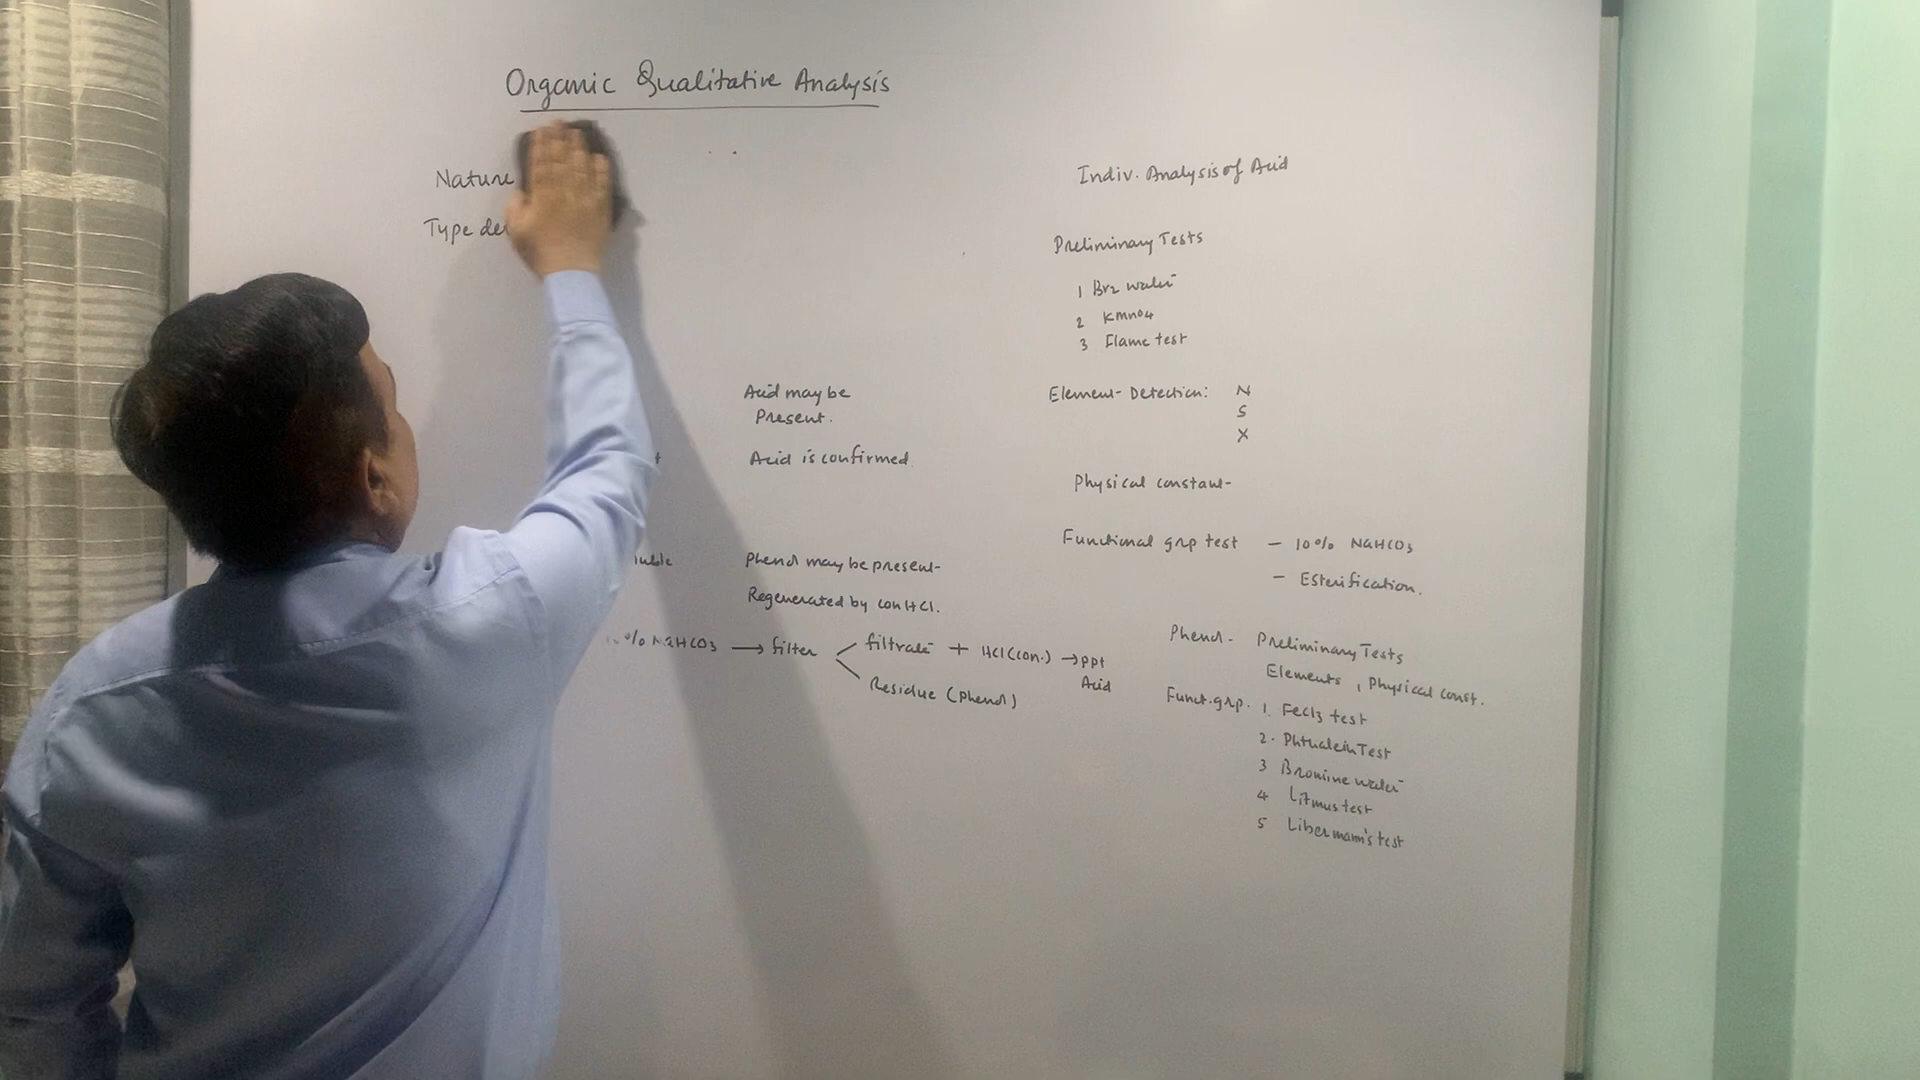 Organic Qualitative Analysis
Nature
Type de
Acid may be
Present.
Acid is confirmed.
Phenol may be present
Regenerated by con HCl.
% NaHCO3 → filter
filtrate + HCl (con.) → ppt
Acid
Residue (Phenol)
Indiv. Analysis of Acid
Preliminary Tests
1 Br2 water
2 KMnO4
3 Flame test
Element Detection: N
S
X
Physical constant
Functional grp test - 10% NaHCO3
- Esterification.
Phenol - Preliminary Tests
Elements, Physical const.
Funct. grp. 1. FeCl3 test
2. Phthalein Test
3 Bromine water
4 Litmus test
5 Libermann's test